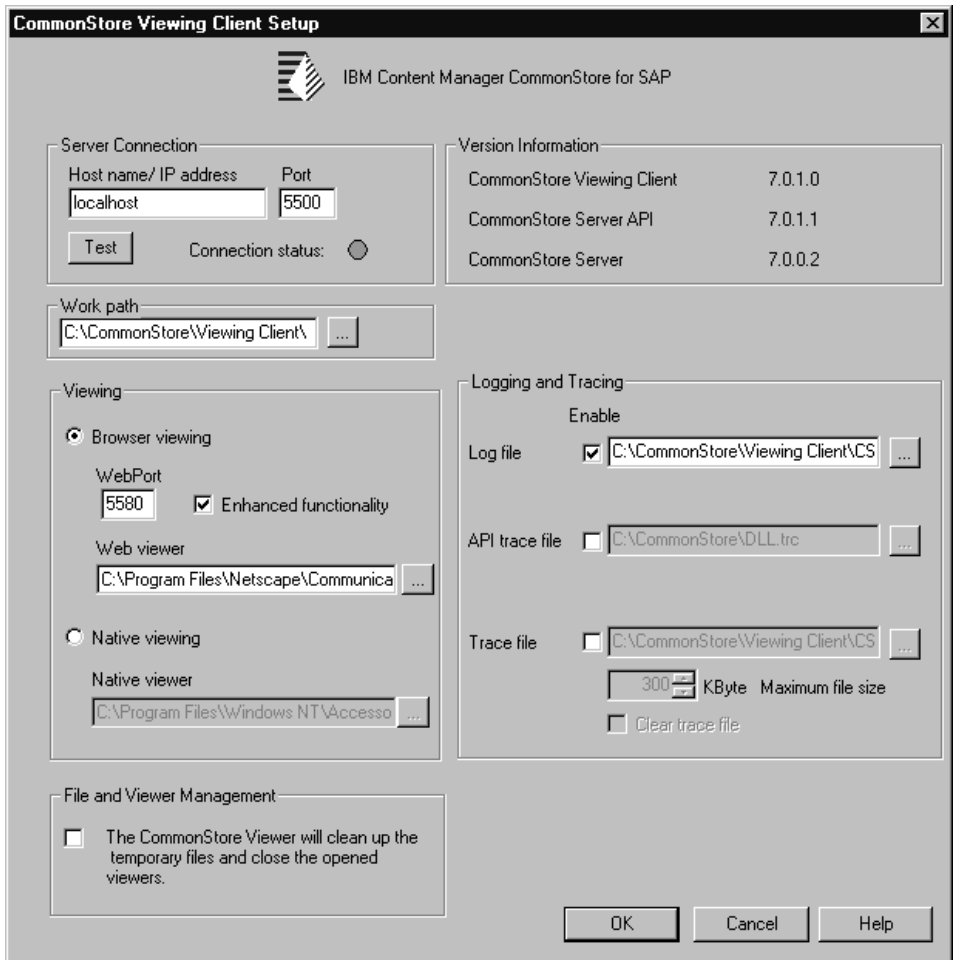 CommonStore Viewing Client Setup
IBM Content Manager CommonStore for SAP
Server Connection
Host name/ IP address Port
localhost 5500
Test Connection status:
Version Information
CommonStore Viewing Client 7.0.1.0
CommonStore Server API 7.0.1.1
CommonStore Server 7.0.0.2
Work path
C:\CommonStore\Viewing Client\ ...
Viewing
Browser viewing
WebPort
5580 Enhanced functionality
Web viewer
C:\Program Files\Netscape\Communica ...
Native viewing
Native viewer
C:\Program Files\Windows NT\Accesso ...
Logging and Tracing
Enable
Log file C:\CommonStore\Viewing Client\CS ...
API trace file C:\CommonStore\DLL.trc ...
Trace file C:\CommonStore\Viewing Client\CS ...
300 KByte Maximum file size
Clear trace file
File and Viewer Management
The CommonStore Viewer will clean up the
temporary files and close the opened
viewers.
OK Cancel Help